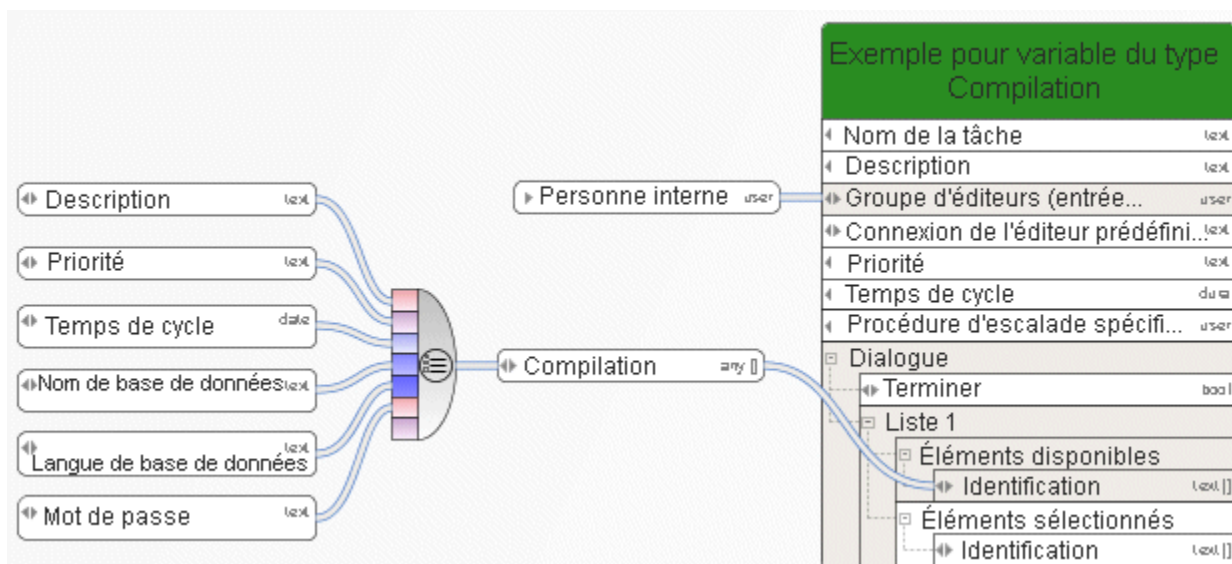 Exemple pour variable du type
Compilation
Nom de la tâche text
Description text
Groupe d'éditeurs (entrée... user
Connexion de l'éditeur prédéfini... text
Priorité text
Temps de cycle
Procédure d'escalade spécifi... user
Dialogue
Terminer bool
Liste 1
Éléments disponibles
Identification text []
Éléments sélectionnés
Identification text []
Personne interne user
Description text
Priorité text
Temps de cycle date
Nom de base de données text
Langue de base de données text
Mot de passe text
Compilation any []